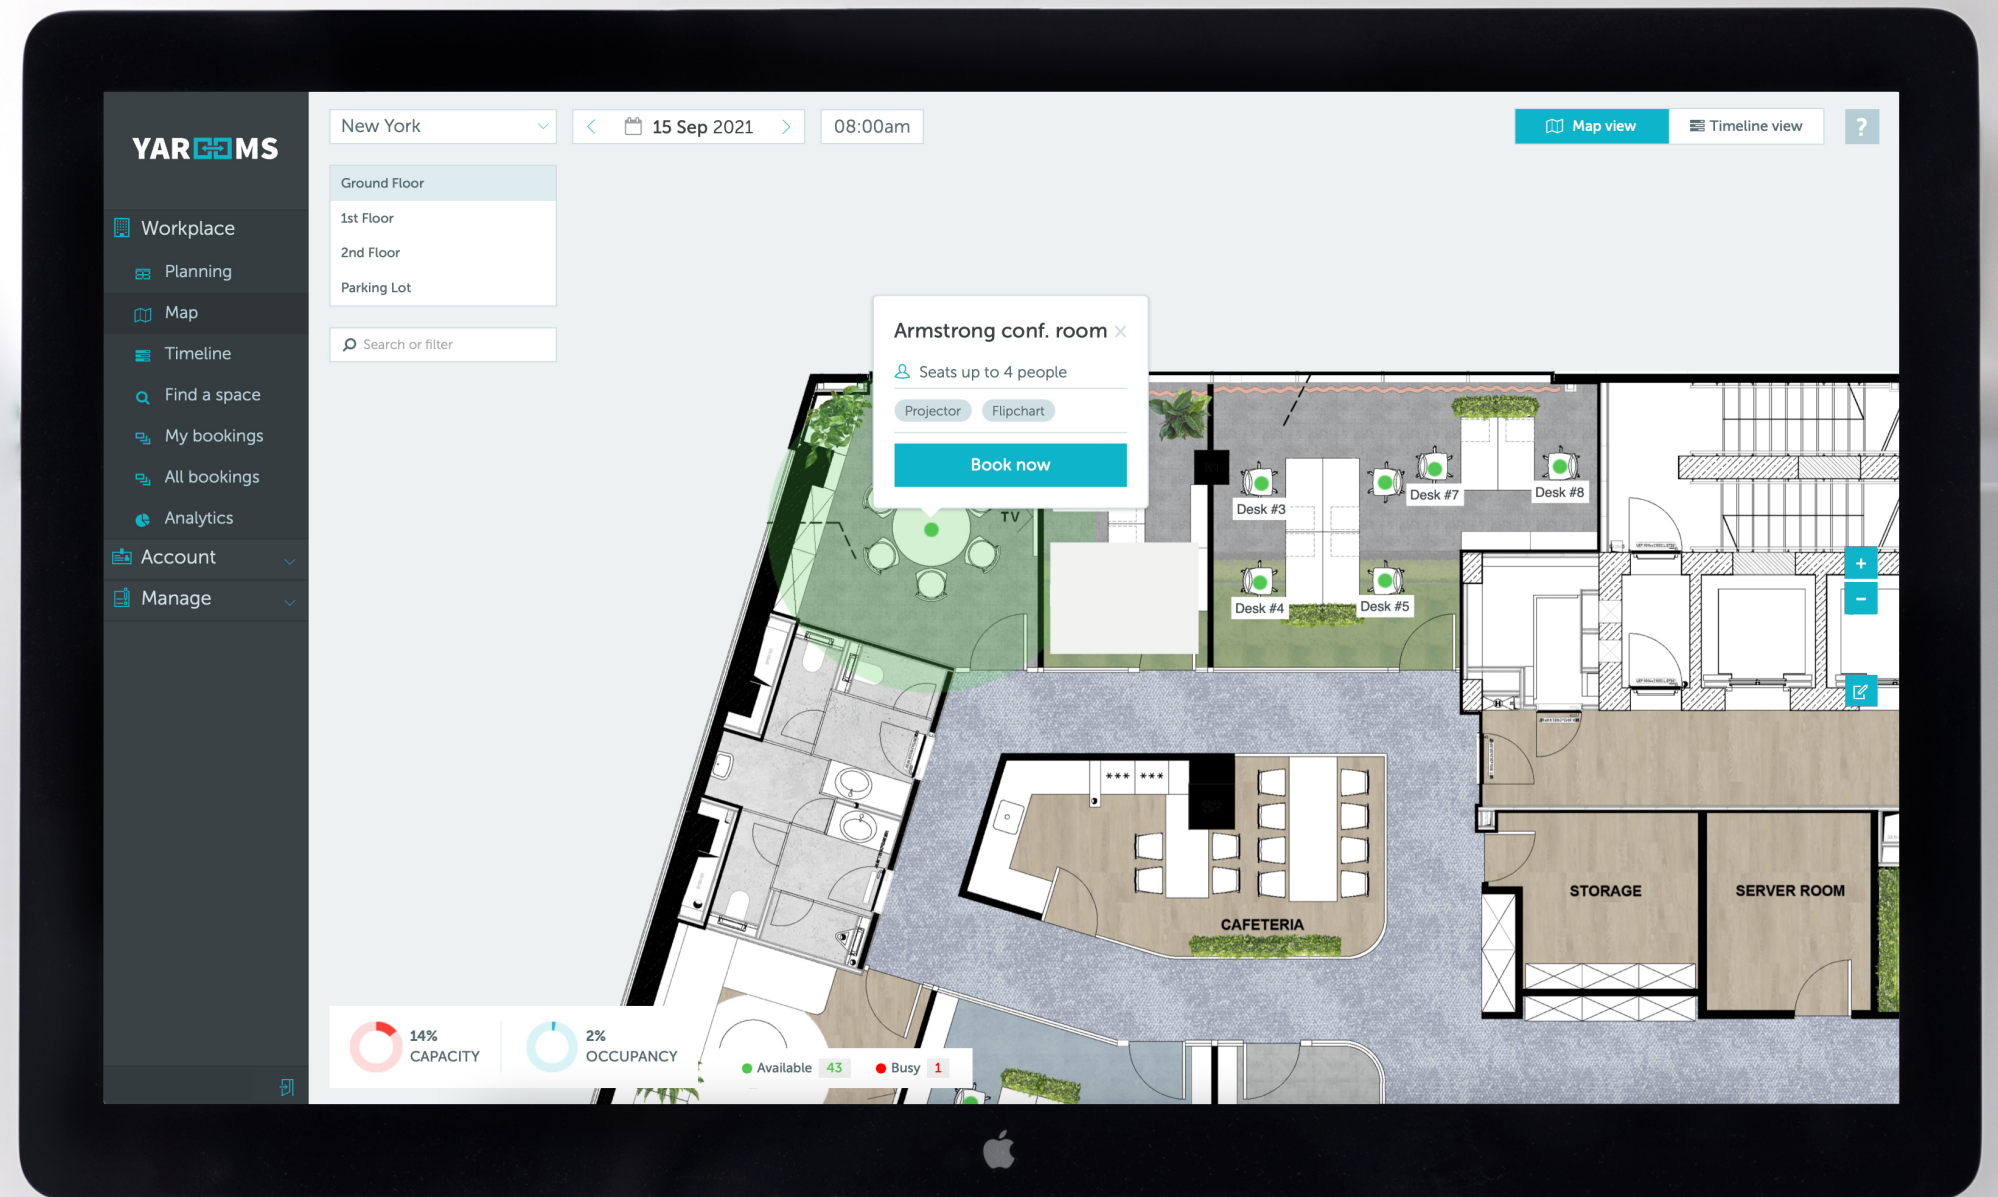 YAROOMS
Workplace
Planning
Map
Timeline
Find a space
My bookings
All bookings
Analytics
Account
Manage
New York
15 Sep 2021
08:00am
Map view
Timeline view
?
Ground Floor
1st Floor
2nd Floor
Parking Lot
Search or filter
Armstrong conf. room
Seats up to 4 people
Projector
Flipchart
Book now
TV
Desk #3
Desk #7
Desk #8
Desk #4
Desk #5
+
−
*** ***
CAFETERIA
STORAGE
SERVER ROOM
14%
CAPACITY
2%
OCCUPANCY
Available 43
Busy 1